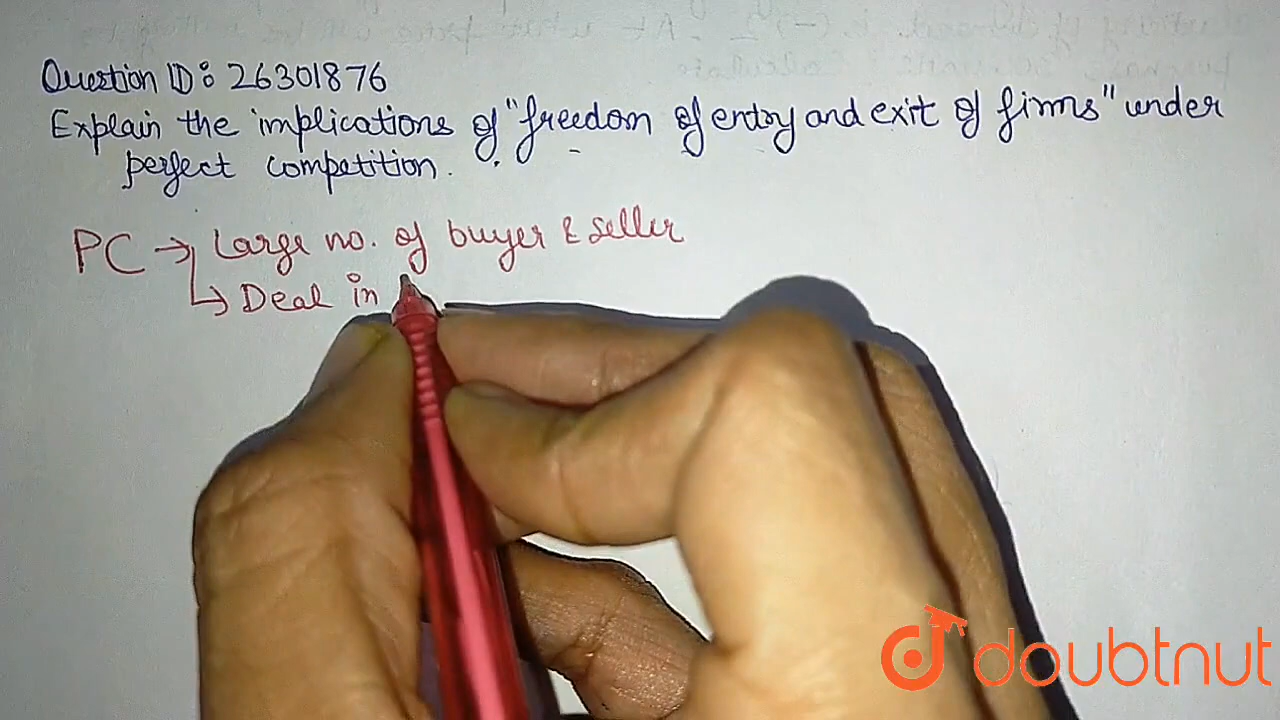 Question ID: 26301876
Explain the implications of "freedom of entry and exit of firms" under
perfect competition.
PC → Large no. of buyer & seller
→ Deal in
doubtnut